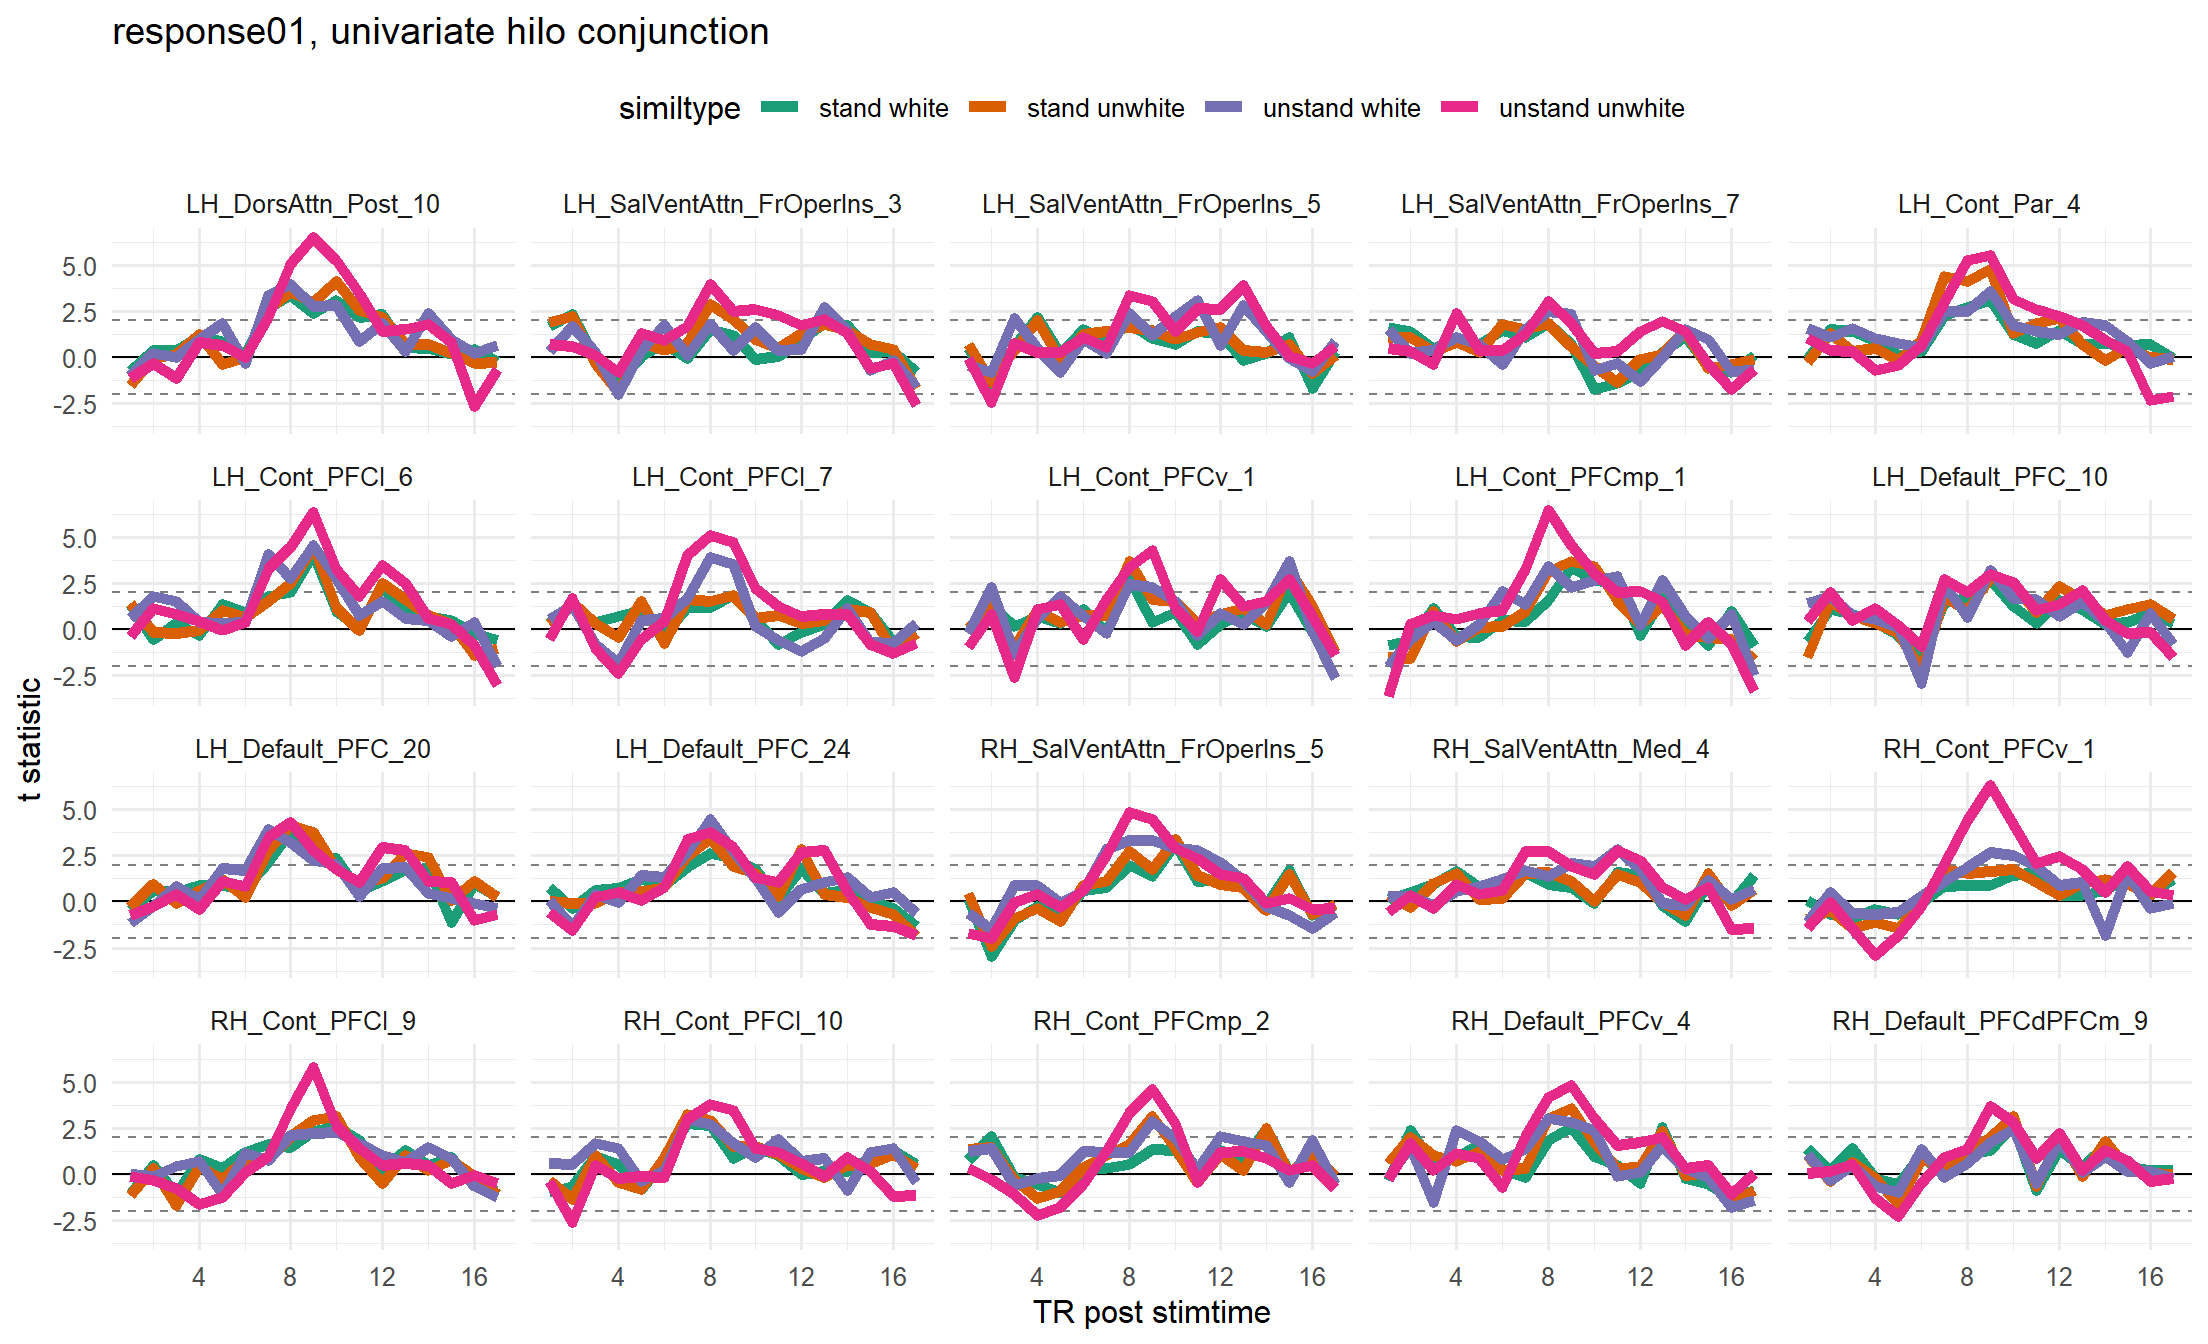 response01, univariate hilo conjunction
similtype stand white stand unwhite unstand white unstand unwhite
LH_DorsAttn_Post_10 LH_SalVentAttn_FrOperIns_3 LH_SalVentAttn_FrOperIns_5 LH_SalVentAttn_FrOperIns_7 LH_Cont_Par_4
5.0
2.5
0.0
-2.5
LH_Cont_PFCl_6 LH_Cont_PFCl_7 LH_Cont_PFCv_1 LH_Cont_PFCmp_1 LH_Default_PFC_10
5.0
2.5
0.0
-2.5
t statistic
LH_Default_PFC_20 LH_Default_PFC_24 RH_SalVentAttn_FrOperIns_5 RH_SalVentAttn_Med_4 RH_Cont_PFCv_1
5.0
2.5
0.0
-2.5
RH_Cont_PFCl_9 RH_Cont_PFCl_10 RH_Cont_PFCmp_2 RH_Default_PFCv_4 RH_Default_PFCdPFCm_9
5.0
2.5
0.0
-2.5
4 8 12 16 4 8 12 16 4 8 12 16 4 8 12 16 4 8 12 16
TR post stimtime